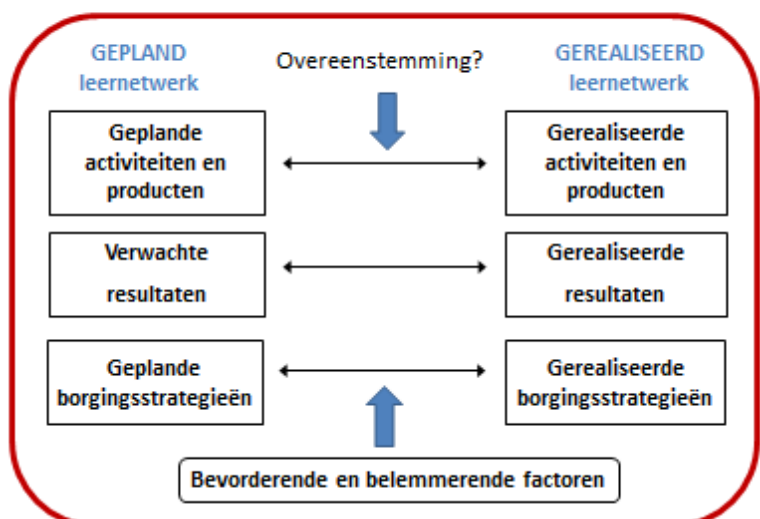 GEPLAND
leernetwerk
Overeenstemming?
GEREALISEERD
leernetwerk
Geplande
activiteiten en
producten
Gerealiseerde
activiteiten en
producten
Verwachte
resultaten
Gerealiseerde
resultaten
Geplande
borgingsstrategieën
Gerealiseerde
borgingsstrategieën
Bevorderende en belemmerende factoren